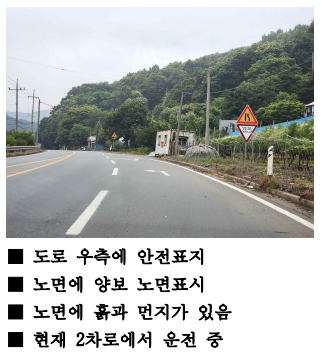 ■ 도로 우측에 안전표지
■ 노면에 양보 노면표시
■ 노면에 흙과 먼지가 있음
■ 현재 2차로에서 운전 중